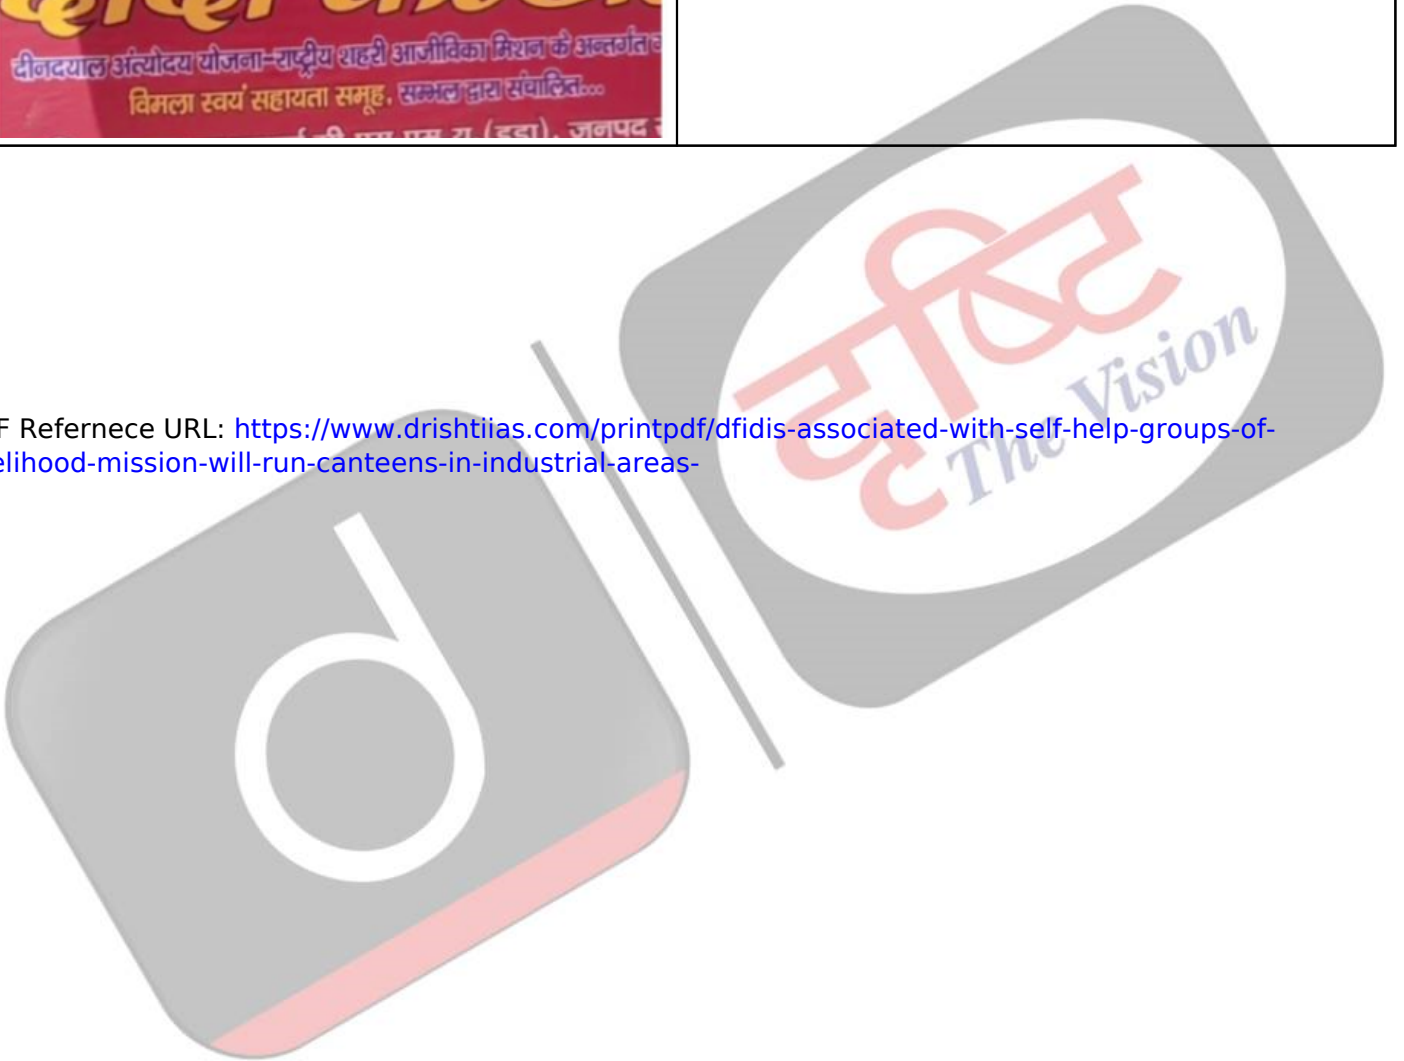 दीनदयाल अंत्योदय योजना-राष्ट्रीय शहरी आजीविका मिशन के अन्तर्गत
विमला स्वयं सहायता समूह, सम्भल द्वारा संचालित...
(डूडा), जनपद
दृष्टि
The Vision
F Refernece URL: https://www.drishtiias.com/printpdf/dfidis-associated-with-self-help-groups-of-
elihood-mission-will-run-canteens-in-industrial-areas-
d